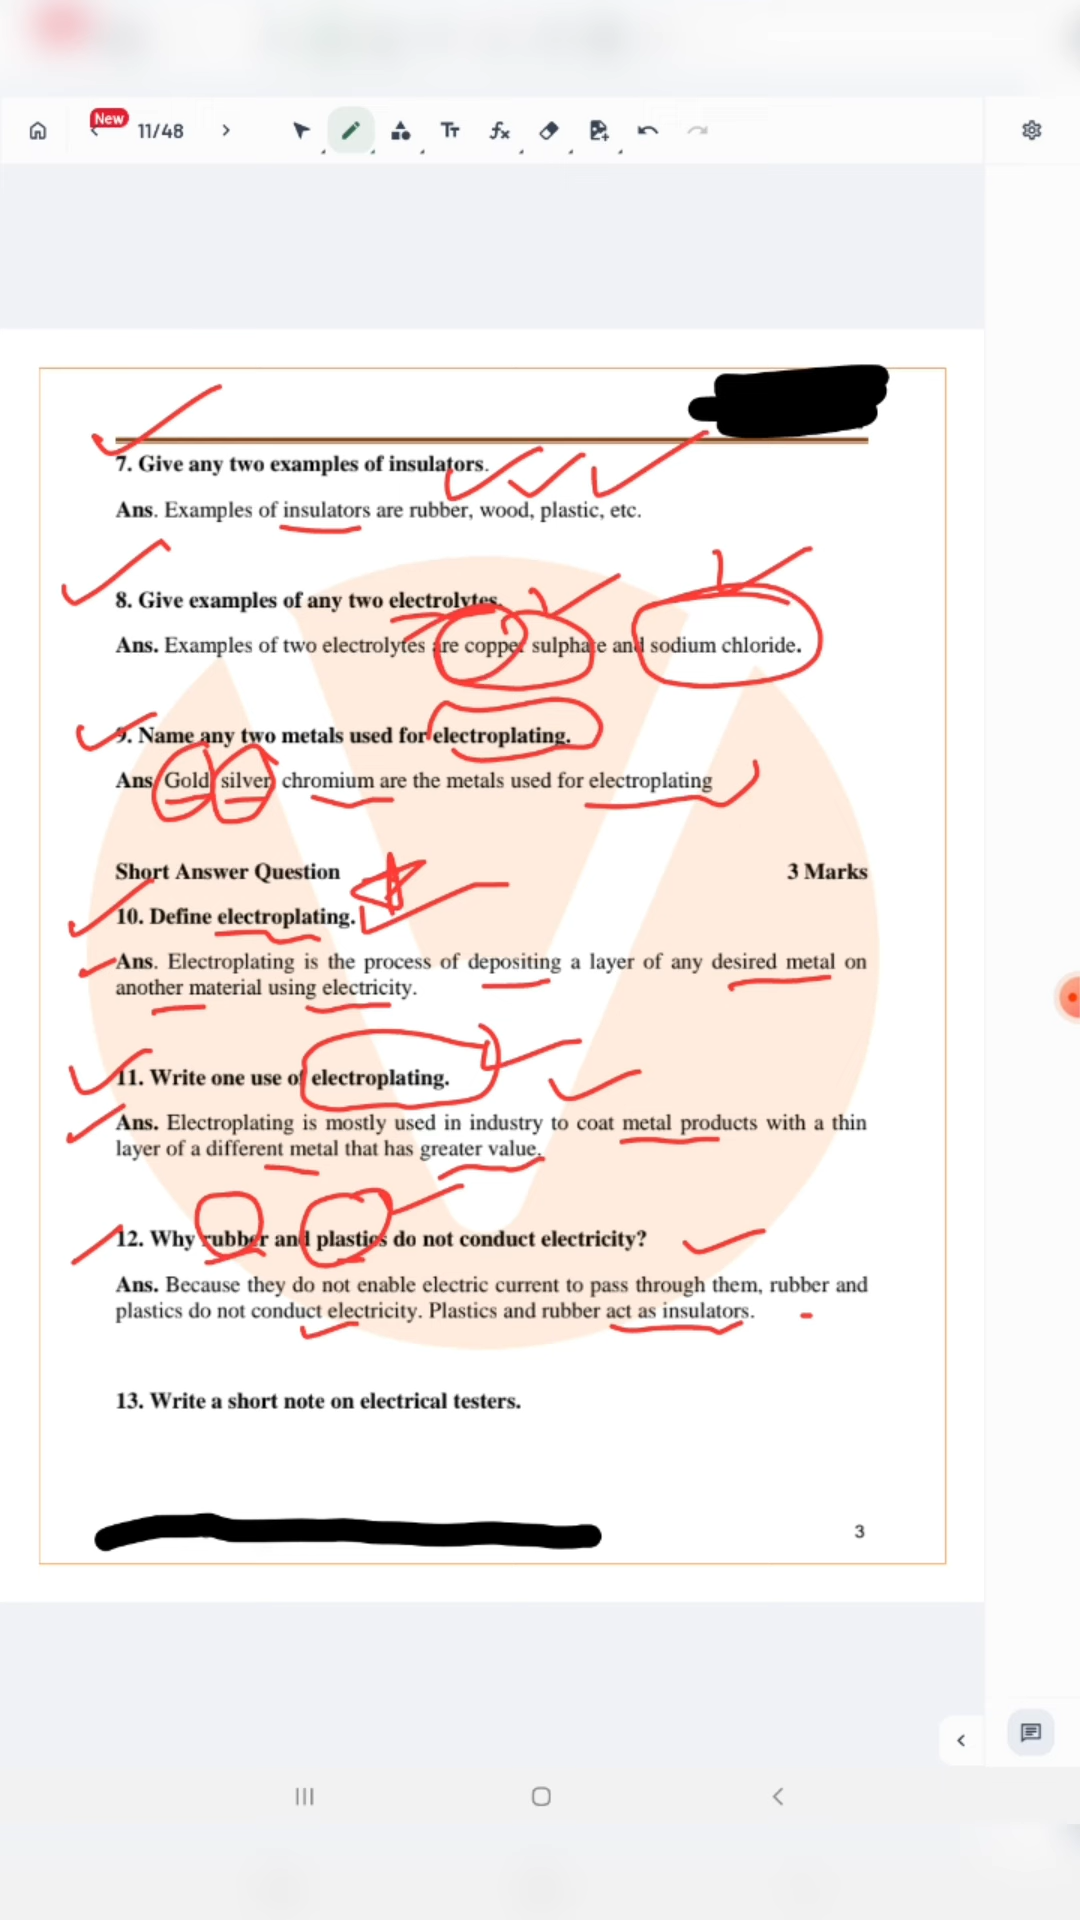 New
11/48
7. Give any two examples of insulators.
Ans. Examples of insulators are rubber, wood, plastic, etc.
8. Give examples of any two electrolytes.
Ans. Examples of two electrolytes are copper sulphate and sodium chloride.
9. Name any two metals used for electroplating.
Ans. Gold, silver, chromium are the metals used for electroplating
Short Answer Question 3 Marks
10. Define electroplating.
Ans. Electroplating is the process of depositing a layer of any desired metal on
another material using electricity.
11. Write one use of electroplating.
Ans. Electroplating is mostly used in industry to coat metal products with a thin
layer of a different metal that has greater value.
12. Why rubber and plastics do not conduct electricity?
Ans. Because they do not enable electric current to pass through them, rubber and
plastics do not conduct electricity. Plastics and rubber act as insulators.
13. Write a short note on electrical testers.
3